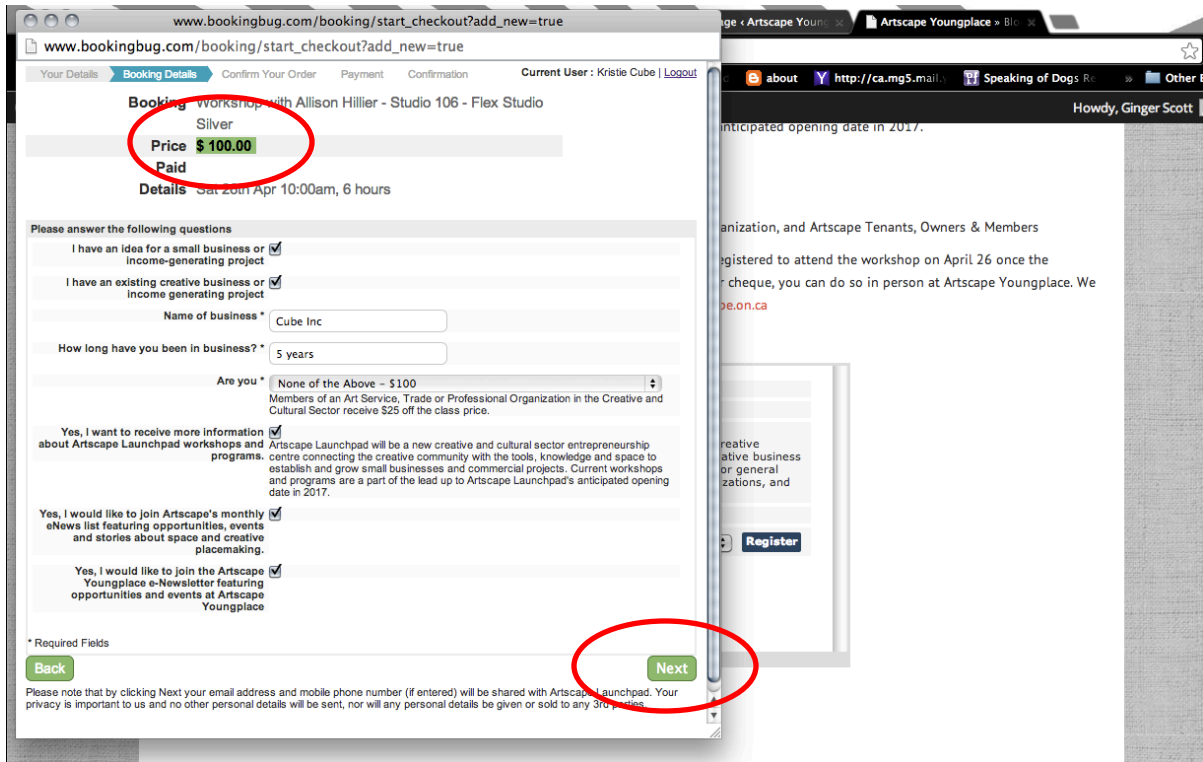 www.bookingbug.com/booking/start_checkout?add_new=true
www.bookingbug.com/booking/start_checkout?add_new=true
Your Details Booking Details Confirm Your Order Payment Confirmation Current User : Kristie Cube | Logout
Booking Workshop with Allison Hillier - Studio 106 - Flex Studio
Silver
Price $ 100.00
Paid
Details Sat 26th Apr 10:00am, 6 hours
Please answer the following questions
I have an idea for a small business or
income-generating project
I have an existing creative business or
income generating project
Name of business * Cube Inc
How long have you been in business? * 5 years
Are you * None of the Above - $100
Members of an Art Service, Trade or Professional Organization in the Creative and
Cultural Sector receive $25 off the class price.
Yes, I want to receive more information
about Artscape Launchpad workshops and
programs.
Artscape Launchpad will be a new creative and cultural sector entrepreneurship
centre connecting the creative community with the tools, knowledge and space to
establish and grow small businesses and commercial projects. Current workshops
and programs are a part of the lead up to Artscape Launchpad's anticipated opening
date in 2017.
Yes, I would like to join Artscape's monthly
eNews list featuring opportunities, events
and stories about space and creative
placemaking.
Yes, I would like to join the Artscape
Youngplace e-Newsletter featuring
opportunities and events at Artscape
Youngplace
* Required Fields
Back Next
Please note that by clicking Next your email address and mobile phone number (if entered) will be shared with Artscape Launchpad. Your
privacy is important to us and no other personal details will be sent, nor will any personal details be given or sold to any 3rd parties.
age ‹ Artscape Young Artscape Youngplace » Blo
about http://ca.mg5.mail. Speaking of Dogs Re » Other B
Howdy, Ginger Scott
anticipated opening date in 2017.
anization, and Artscape Tenants, Owners & Members
egistered to attend the workshop on April 26 once the
r cheque, you can do so in person at Artscape Youngplace. We
pe.on.ca
reative
ative business
or general
zations, and
Register